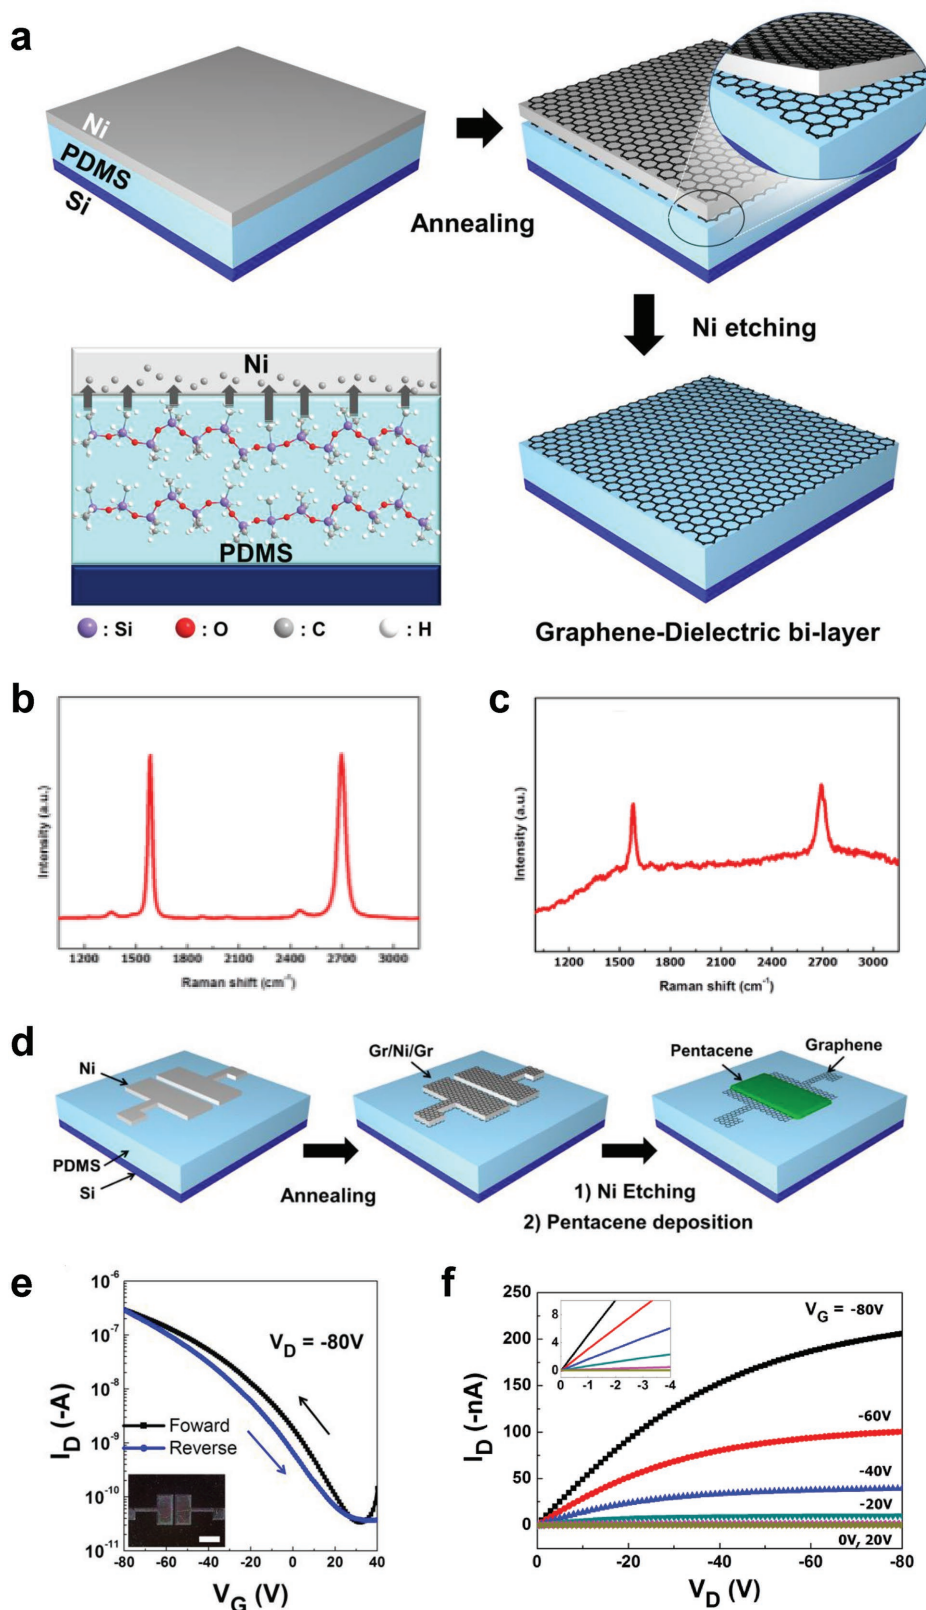 a
Ni
PDMS
Si
Annealing
Ni etching
Ni
PDMS
: Si
: O
: C
: H
Graphene-Dielectric bi-layer
b
Intensity (a.u.)
1200 1500 1800 2100 2400 2700 3000
Raman shift (cm⁻¹)
c
Intensity (a.u.)
1200 1500 1800 2100 2400 2700 3000
Raman shift (cm⁻¹)
d
Ni
PDMS
Si
Annealing
Gr/Ni/Gr
1) Ni Etching
2) Pentacene deposition
Pentacene
Graphene
e
10⁻⁶
10⁻⁷
10⁻⁸
10⁻⁹
10⁻¹⁰
10⁻¹¹
I_D (-A)
V_D = -80V
Foward
Reverse
-80 -60 -40 -20 0 20 40
V_G (V)
f
250
200
150
100
50
0
I_D (-nA)
8
4
0
0 -1 -2 -3 -4
V_G = -80V
-60V
-40V
-20V
0V, 20V
0 -20 -40 -60 -80
V_D (V)